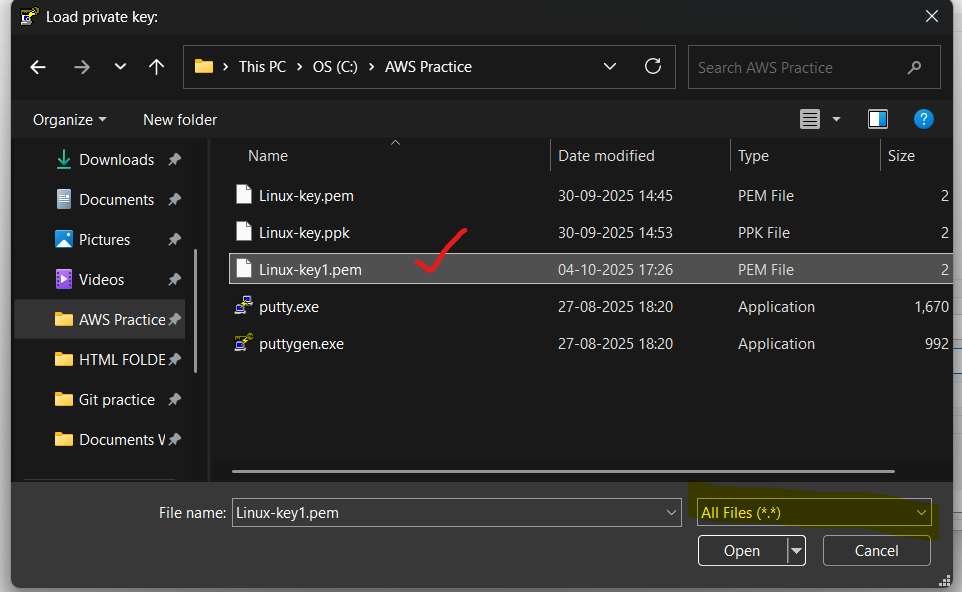 Load private key:
This PC > OS (C:) > AWS Practice
Search AWS Practice
Organize
New folder
Name
Date modified
Type
Size
Downloads
Documents
Pictures
Videos
AWS Practice
HTML FOLDE
Git practice
Documents W
Linux-key.pem 30-09-2025 14:45 PEM File 2
Linux-key.ppk 30-09-2025 14:53 PPK File 2
Linux-key1.pem 04-10-2025 17:26 PEM File 2
putty.exe 27-08-2025 18:20 Application 1,670
puttygen.exe 27-08-2025 18:20 Application 992
File name: Linux-key1.pem
All Files (*.*)
Open
Cancel